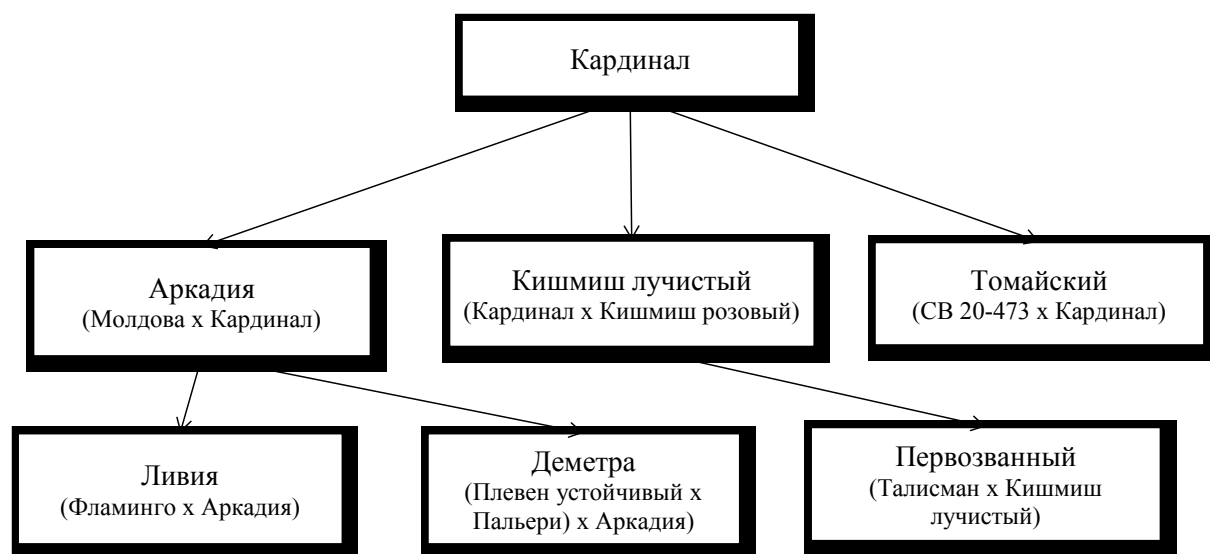 Кардинал
Аркадия
(Молдова х Кардинал)
Кишмиш лучистый
(Кардинал х Кишмиш розовый)
Томайский
(СВ 20-473 х Кардинал)
Ливия
(Фламинго х Аркадия)
Деметра
(Плевен устойчивый х
Пальери) х Аркадия)
Первозванный
(Талисман х Кишмиш
лучистый)